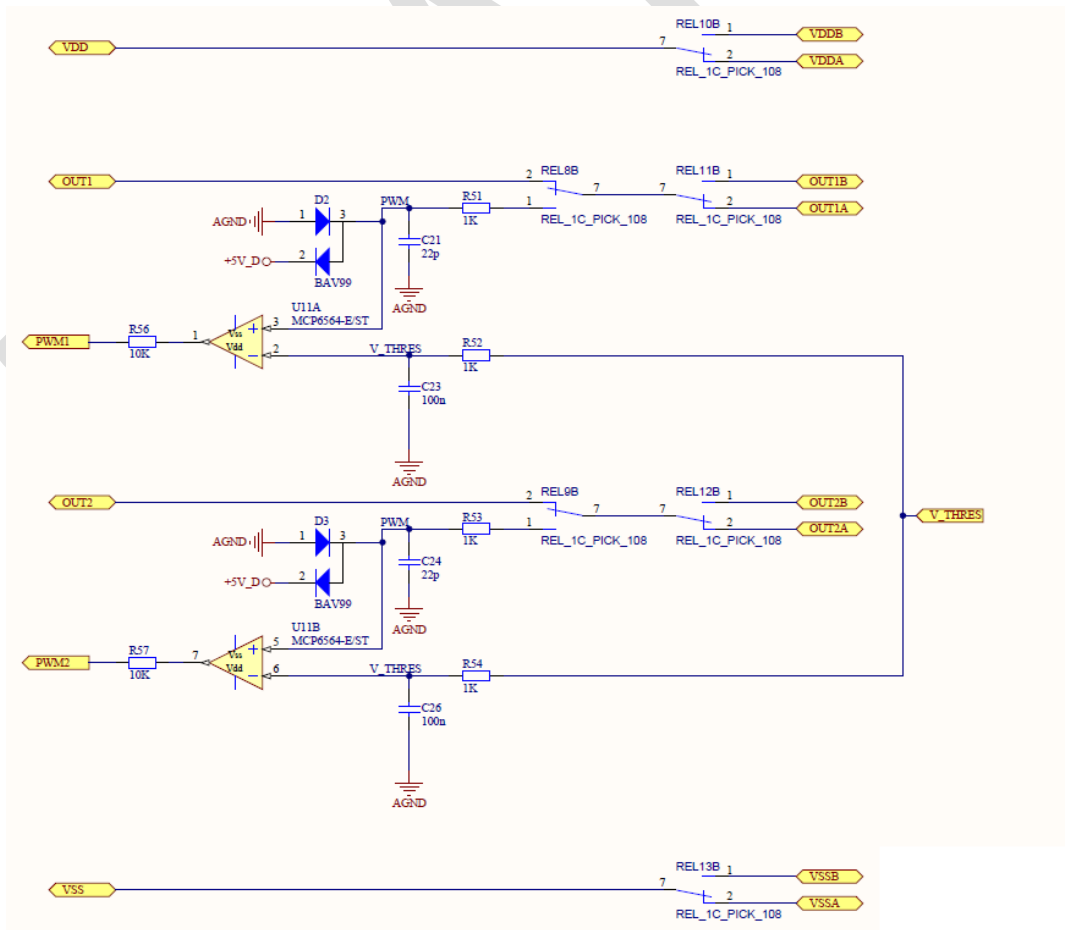 REL10B
1
VDDB
VDD
7
2
VDDA
REL_1C_PICK_108
REL8B
REL11B
OUT1
2
1
OUT1B
7
7
1
2
OUT1A
REL_1C_PICK_108
REL_1C_PICK_108
D2
PWM
R51
1K
AGND
1
3
C21
22p
+5V_D
2
BAV99
AGND
U11A
MCP6564-E/ST
3
PWM1
R56
10K
1
Vss
Vdd
+
-
2
V_THRES
R52
1K
C23
100n
AGND
REL9B
REL12B
OUT2
2
1
OUT2B
7
7
1
2
OUT2A
REL_1C_PICK_108
REL_1C_PICK_108
V_THRES
D3
PWM
R53
1K
AGND
1
3
C24
22p
+5V_D
2
BAV99
AGND
U11B
MCP6564-E/ST
5
PWM2
R57
10K
7
Vss
Vdd
+
-
6
V_THRES
R54
1K
C26
100n
AGND
REL13B
1
VSSB
VSS
7
2
VSSA
REL_1C_PICK_108